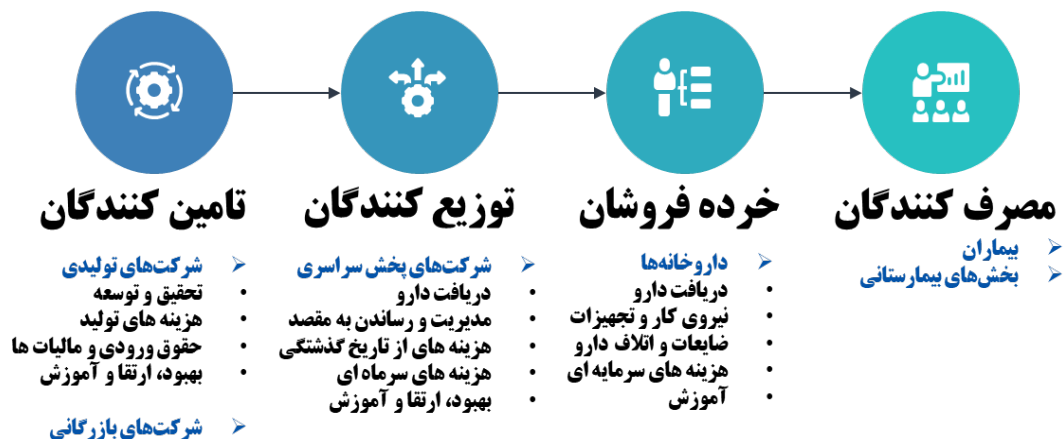 تامین کنندگان
شرکت‌های تولیدی
تحقیق و توسعه
هزینه های تولید
حقوق ورودی و مالیات ها
بهبود، ارتقا و آموزش
شرکت‌های بازرگانی
توزیع کنندگان
شرکت‌های پخش سراسری
دریافت دارو
مدیریت و رساندن به مقصد
هزینه های از تاریخ گذشتگی
هزینه های سرماه ای
بهبود، ارتقا و آموزش
خرده فروشان
داروخانه‌ها
دریافت دارو
نیروی کار و تجهیزات
ضایعات و اتلاف دارو
هزینه های سرمایه ای
آموزش
مصرف کنندگان
بیماران
بخش‌های بیمارستانی